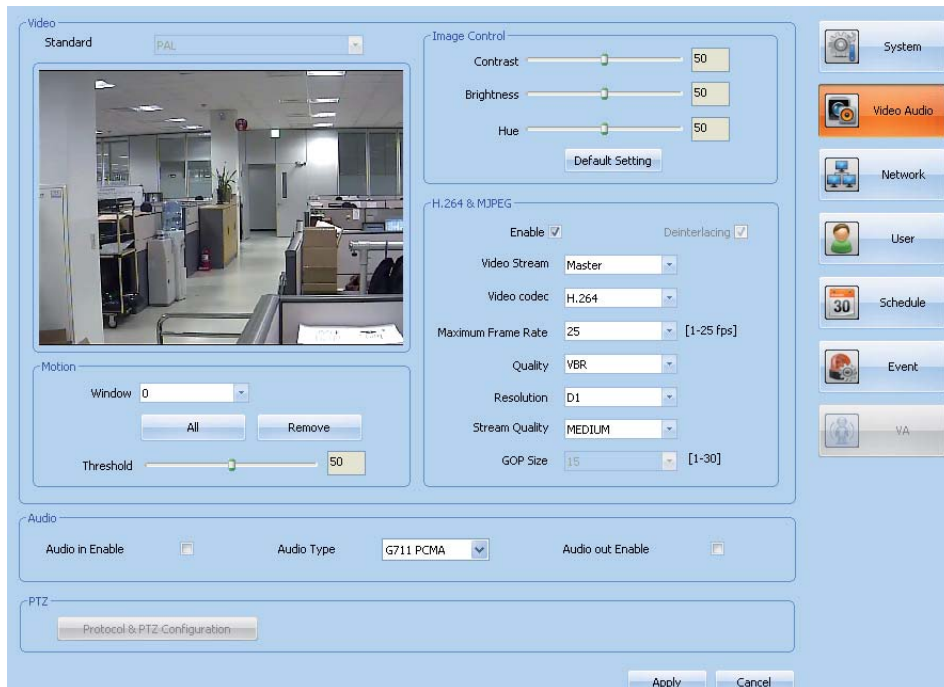 Video
Standard
PAL
Image Control
Contrast
50
Brightness
50
Hue
50
Default Setting
H.264 & MJPEG
Enable
Deinterlacing
Video Stream
Master
Video codec
H.264
Maximum Frame Rate
25
[1-25 fps]
Quality
VBR
Resolution
D1
Stream Quality
MEDIUM
GOP Size
15
[1-30]
Motion
Window
0
All
Remove
Threshold
50
Audio
Audio in Enable
Audio Type
G711 PCMA
Audio out Enable
PTZ
Protocol & PTZ Configuration
Apply
Cancel
System
Video Audio
Network
User
30
Schedule
Event
VA